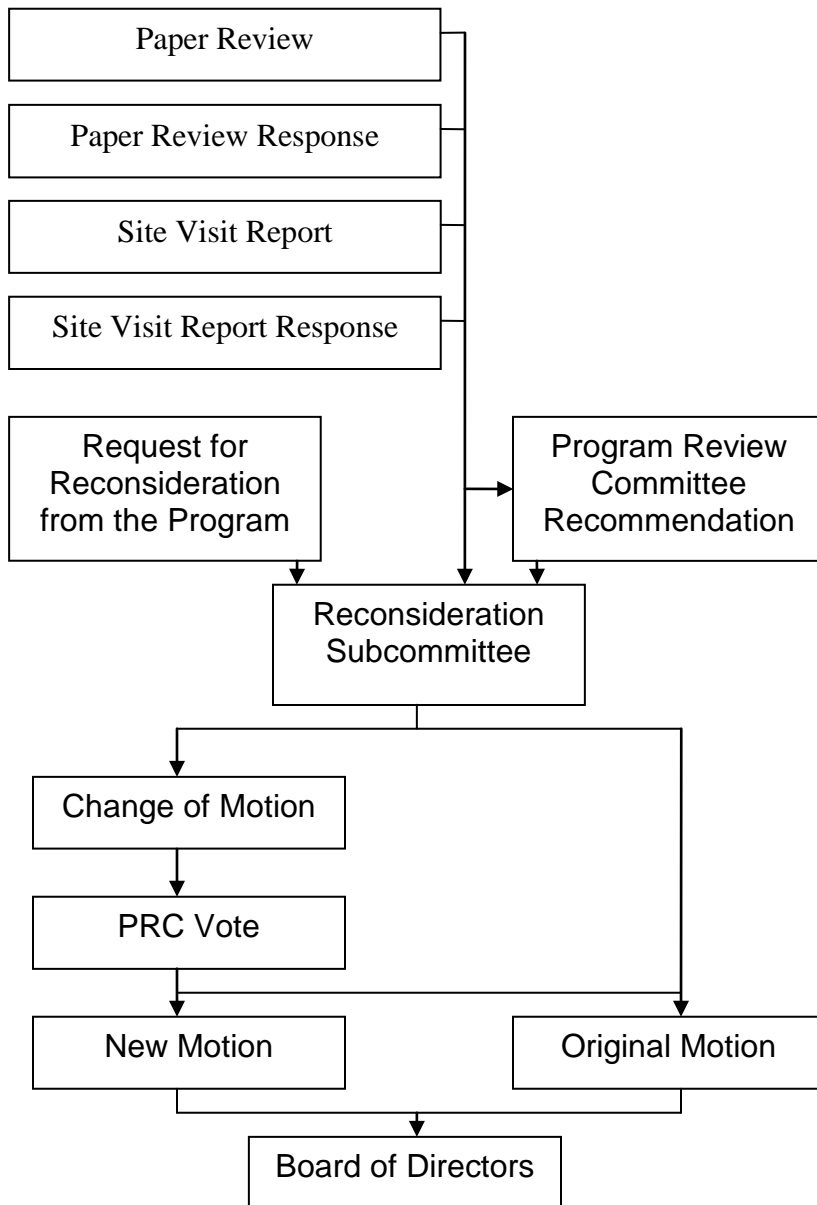 Paper Review
Paper Review Response
Site Visit Report
Site Visit Report Response
Request for
Reconsideration
from the Program
Program Review
Committee
Recommendation
Reconsideration
Subcommittee
Change of Motion
PRC Vote
New Motion
Original Motion
Board of Directors